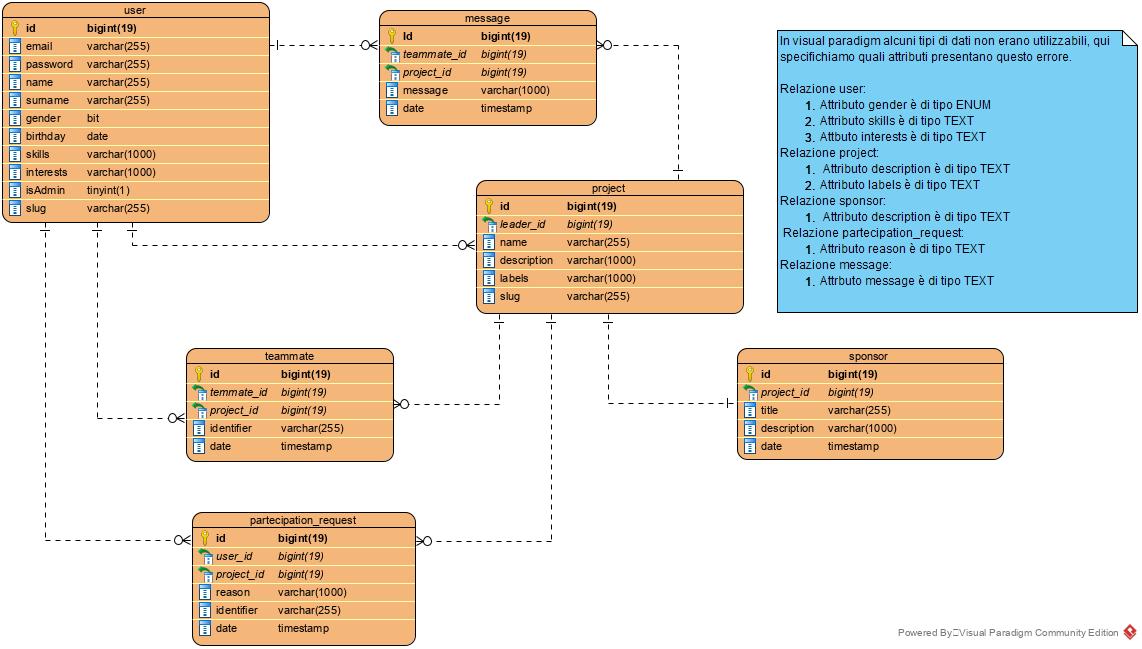 user
id bigint(19)
email varchar(255)
password varchar(255)
name varchar(255)
surname varchar(255)
gender bit
birthday date
skills varchar(1000)
interests varchar(1000)
isAdmin tinyint(1)
slug varchar(255)
message
Id bigint(19)
teammate_id bigint(19)
project_id bigint(19)
message varchar(1000)
date timestamp
In visual paradigm alcuni tipi di dati non erano utilizzabili, qui
specifichiamo quali attributi presentano questo errore.
Relazione user:
1. Attributo gender è di tipo ENUM
2. Attributo skills è di tipo TEXT
3. Attbuto interests è di tipo TEXT
Relazione project:
1. Attributo description è di tipo TEXT
2. Attributo labels è di tipo TEXT
Relazione sponsor:
1. Attributo description è di tipo TEXT
Relazione partecipation_request:
1. Attributo reason è di tipo TEXT
Relazione message:
1. Attrbuto message è di tipo TEXT
project
id bigint(19)
leader_id bigint(19)
name varchar(255)
description varchar(1000)
labels varchar(1000)
slug varchar(255)
teammate
id bigint(19)
temmate_id bigint(19)
project_id bigint(19)
identifier varchar(255)
date timestamp
sponsor
id bigint(19)
project_id bigint(19)
title varchar(255)
description varchar(1000)
date timestamp
partecipation_request
id bigint(19)
user_id bigint(19)
project_id bigint(19)
reason varchar(1000)
identifier varchar(255)
date timestamp
Powered By Visual Paradigm Community Edition